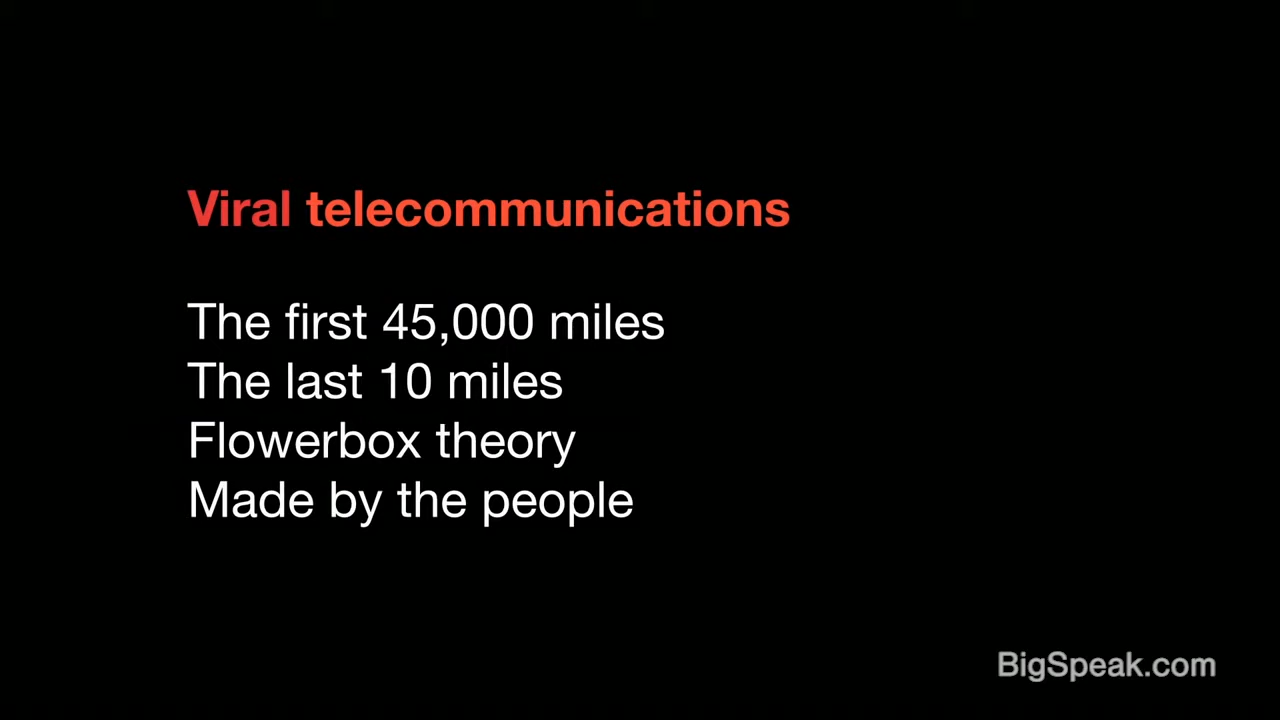 Viral telecommunications
The first 45,000 miles
The last 10 miles
Flowerbox theory
Made by the people
BigSpeak.com